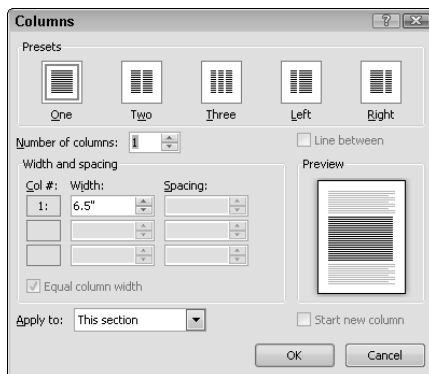 Columns
Presets
One Two Three Left Right
Number of columns: 1 Line between
Width and spacing Preview
Col #: Width: Spacing:
1: 6.5"
Equal column width
Apply to: This section Start new column
OK Cancel